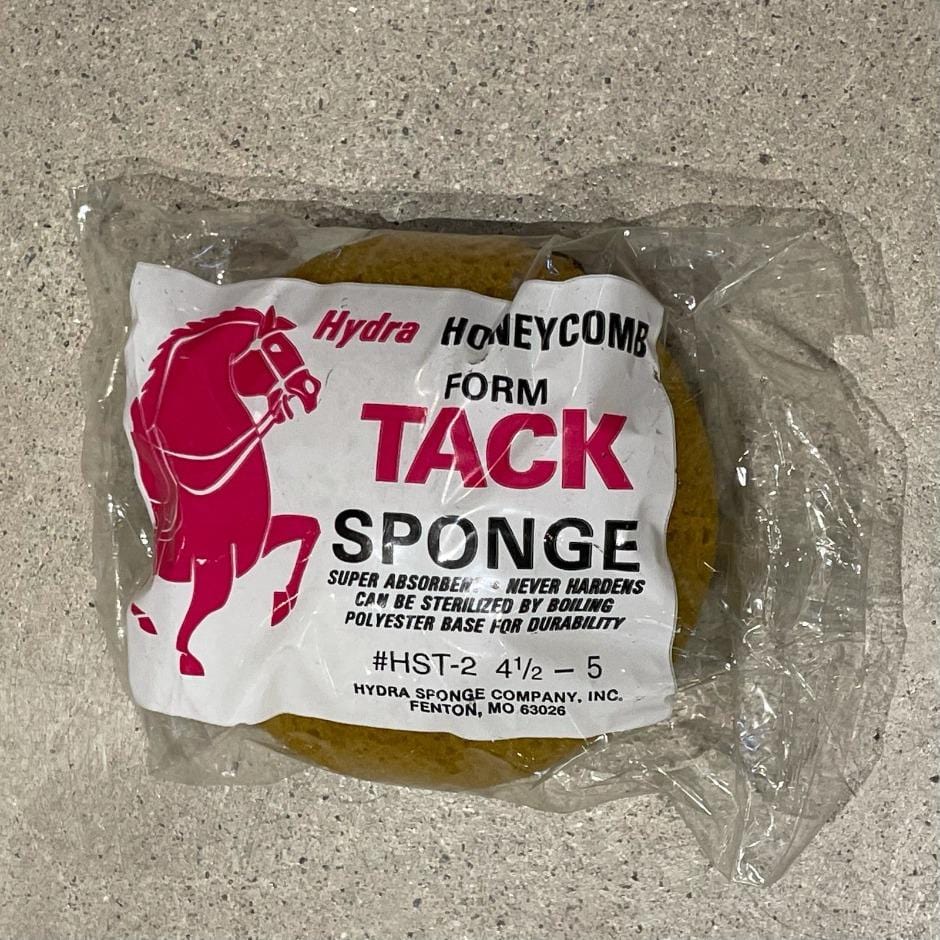 Hydra HONEYCOMB
FORM
TACK
SPONGE
SUPER ABSORBENT & NEVER HARDENS
CAN BE STERILIZED BY BOILING
POLYESTER BASE FOR DURABILITY
#HST-2 4½ – 5
HYDRA SPONGE COMPANY, INC.
FENTON, MO 63026